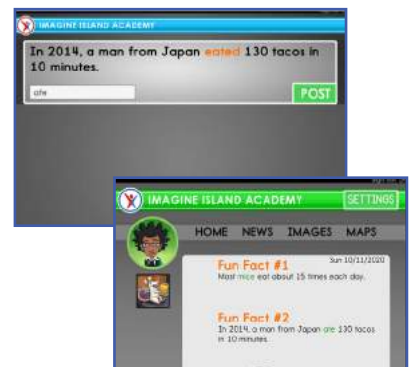 IMAGINE ISLAND ACADEMY
In 2014, a man from Japan eated 130 tacos in
10 minutes.
ate
POST
IMAGINE ISLAND ACADEMY
SETTINGS
HOME NEWS IMAGES MAPS
Sun 10/11/2020
Fun Fact #1
Most mice eat about 15 times each day.
Fun Fact #2
In 2014, a man from Japan ate 130 tacos
in 10 minutes.